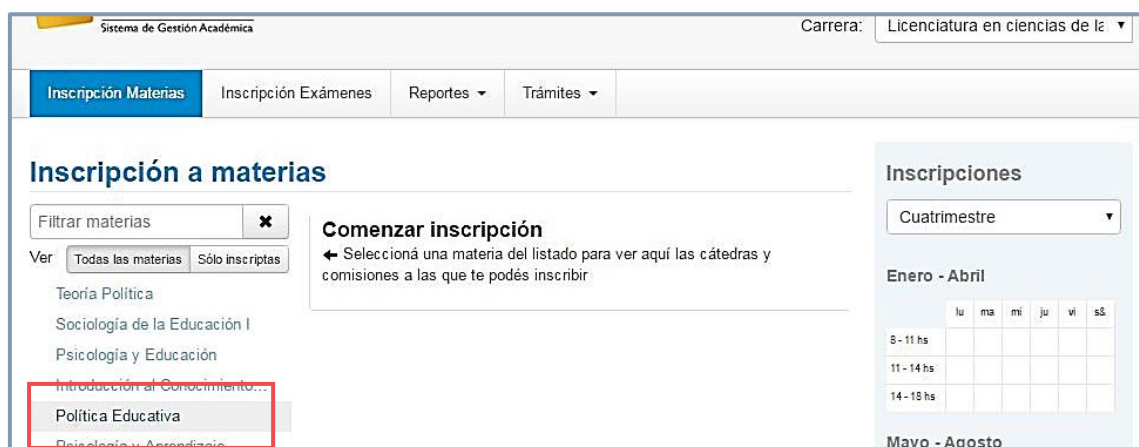 Sistema de Gestión Académica
Carrera: Licenciatura en ciencias de la
Inscripción Materias Inscripción Exámenes Reportes Trámites
Inscripción a materias
Filtrar materias
Ver Todas las materias Sólo inscriptas
Teoría Política
Sociología de la Educación I
Psicología y Educación
Introducción al Conocimiento...
Política Educativa
Psicología y Aprendizaje
Comenzar inscripción
Seleccioná una materia del listado para ver aquí las cátedras y
comisiones a las que te podés inscribir
Inscripciones
Cuatrimestre
Enero - Abril
lu ma mi ju vi s&
8 - 11 hs
11 - 14 hs
14 - 18 hs
Mayo - Agosto